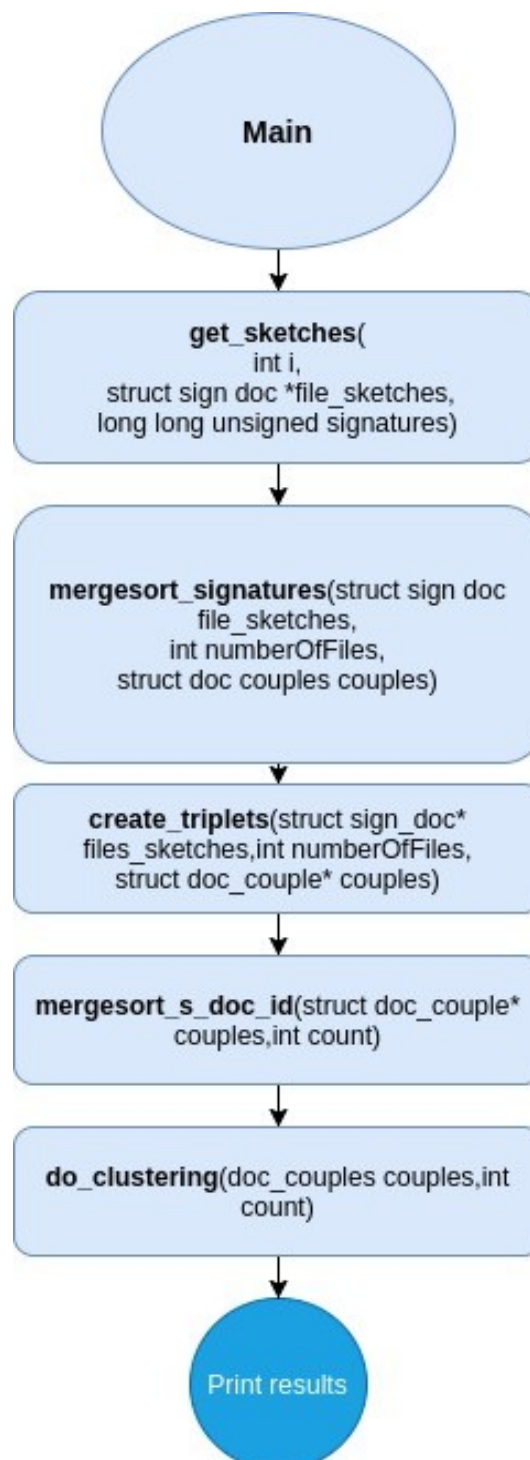 Main
get_sketches(
int i,
struct sign doc *file_sketches,
long long unsigned signatures)
mergesort_signatures(struct sign doc
file_sketches,
int numberOfFiles,
struct doc couples couples)
create_triplets(struct sign_doc*
files_sketches,int numberOfFiles,
struct doc_couple* couples)
mergesort_s_doc_id(struct doc_couple*
couples,int count)
do_clustering(doc_couples couples,int
count)
Print results